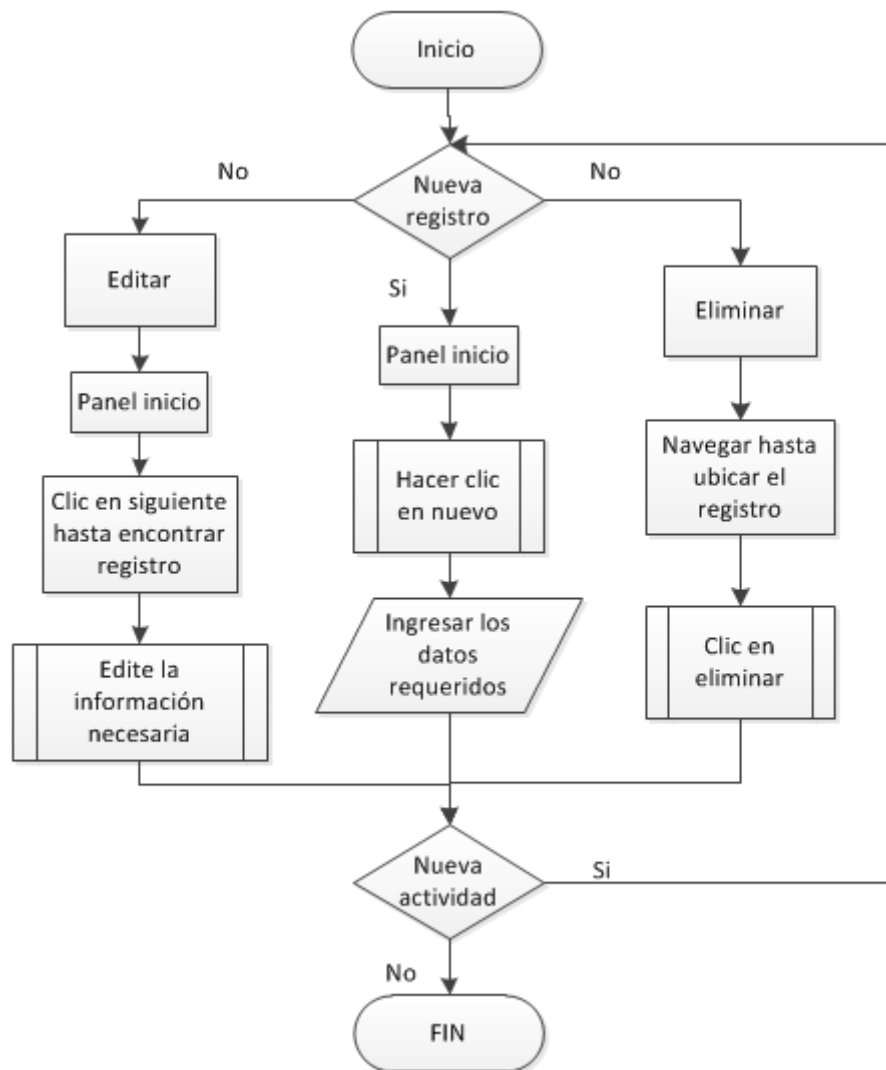 Inicio
No
No
Nueva
registro
Editar
Si
Eliminar
Panel inicio
Panel inicio
Clic en siguiente
hasta encontrar
registro
Hacer clic
en nuevo
Navegar hasta
ubicar el
registro
Edite la
información
necesaria
Ingresar los
datos
requeridos
Clic en
eliminar
Nueva
actividad
Si
No
FIN